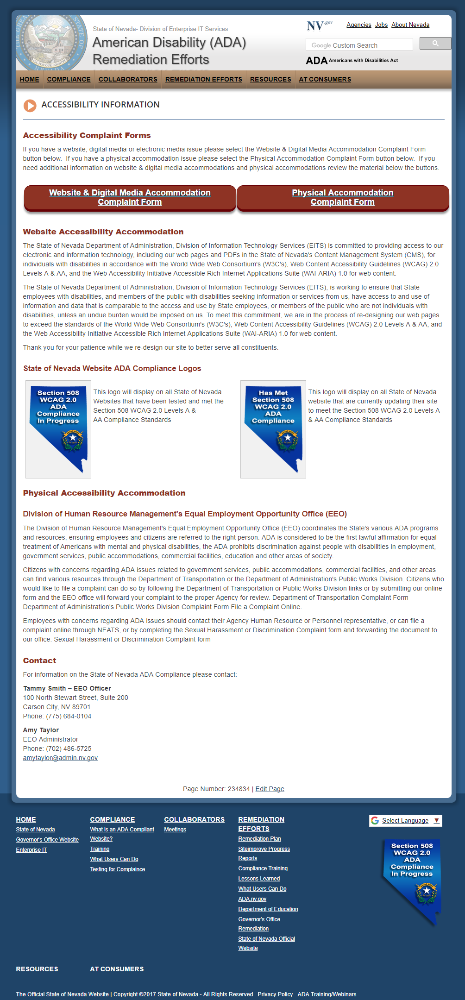 State of Nevada- Division of Enterprise IT Services
American Disability (ADA)
Remediation Efforts
NV.gov
Agencies Jobs About Nevada
Google Custom Search
ADA Americans with Disabilities Act
ALL FOR OUR COUNTRY
NEVADA
HOME COMPLIANCE COLLABORATORS REMEDIATION EFFORTS RESOURCES AT CONSUMERS
ACCESSIBILITY INFORMATION
Accessibility Complaint Forms
If you have a website, digital media or electronic media issue please select the Website & Digital Media Accommodation Complaint Form
button below.  If you have a physical accommodation issue please select the Physical Accommodation Complaint Form button below.  If you
need additional information on website & digital media accommodations and physical accommodations review the material below the buttons.
Website & Digital Media Accommodation
Complaint Form
Physical Accommodation
Complaint Form
Website Accessibility Accommodation
The State of Nevada Department of Administration, Division of Information Technology Services (EITS) is committed to providing access to our
electronic and information technology, including our web pages and PDFs in the State of Nevada's Content Management System (CMS), for
individuals with disabilities in accordance with the World Wide Web Consortium's (W3C's), Web Content Accessibility Guidelines (WCAG) 2.0
Levels A & AA, and the Web Accessibility Initiative Accessible Rich Internet Applications Suite (WAI-ARIA) 1.0 for web content.
The State of Nevada Department of Administration, Division of Information Technology Services (EITS), is working to ensure that State
employees with disabilities, and members of the public with disabilities seeking information or services from us, have access to and use of
information and data that is comparable to the access and use by State employees, or members of the public who are not individuals with
disabilities, unless an undue burden would be imposed on us. To meet this commitment, we are in the process of re-designing our web pages
to exceed the standards of the World Wide Web Consortium's (W3C's), Web Content Accessibility Guidelines (WCAG) 2.0 Levels A & AA, and
the Web Accessibility Initiative Accessible Rich Internet Applications Suite (WAI-ARIA) 1.0 for web content.
Thank you for your patience while we re-design our site to better serve all constituents.
State of Nevada Website ADA Compliance Logos
Section 508
WCAG 2.0
ADA
Compliance
In Progress
BATTLE BORN
This logo will display on all State of Nevada
Websites that have been tested and met the
Section 508 WCAG 2.0 Levels A &
AA Compliance Standards
Has Met
Section 508
WCAG 2.0
ADA
Compliance
BATTLE BORN
This logo will display on all State of Nevada
website that are currently updating their site
to meet the Section 508 WCAG 2.0 Levels A
& AA Compliance Standards
Physical Accessibility Accommodation
Division of Human Resource Management's Equal Employment Opportunity Office (EEO)
The Division of Human Resource Management's Equal Employment Opportunity Office (EEO) coordinates the State's various ADA programs
and resources, ensuring employees and citizens are referred to the right person. ADA is considered to be the first lawful affirmation for equal
treatment of Americans with mental and physical disabilities, the ADA prohibits discrimination against people with disabilities in employment,
government services, public accommodations, commercial facilities, education and other areas of society.
Citizens with concerns regarding ADA issues related to government services, public accommodations, commercial facilities, and other areas
can find various resources through the Department of Transportation or the Department of Administration's Public Works Division. Citizens who
would like to file a complaint can do so by following the Department of Transportation or Public Works Division links or by submitting our online
form and the EEO office will forward your complaint to the proper Agency for review. Department of Transportation Complaint Form
Department of Administration's Public Works Division Complaint Form File a Complaint Online.
Employees with concerns regarding ADA issues should contact their Agency Human Resource or Personnel representative, or can file a
complaint online through NEATS, or by completing the Sexual Harassment or Discrimination Complaint form and forwarding the document to
our office. Sexual Harassment or Discrimination Complaint form
Contact
For information on the State of Nevada ADA Compliance please contact:
Tammy Smith – EEO Officer
100 North Stewart Street, Suite 200
Carson City, NV 89701
Phone: (775) 684-0104
Amy Taylor
EEO Administrator
Phone: (702) 486-5725
amytaylor@admin.nv.gov
Page Number: 234834 | Edit Page
HOME
State of Nevada
Governor's Office Website
Enterprise IT
COMPLIANCE
What is an ADA Compliant
Website?
Training
What Users Can Do
Testing for Complaince
COLLABORATORS
Meetings
REMEDIATION
EFFORTS
Remediation Plan
Siteimprove Progress
Reports
Compliance Training
Lessons Learned
What Users Can Do
ADA.nv.gov
Department of Education
Governor's Office
Remediation
State of Nevada Official
Website
Select Language ▼
Section 508
WCAG 2.0
ADA
Compliance
In Progress
BATTLE BORN
RESOURCES
AT CONSUMERS
The Official State of Nevada Website | Copyright ©2017 State of Nevada - All Rights Reserved Privacy Policy ADA Training/Webinars